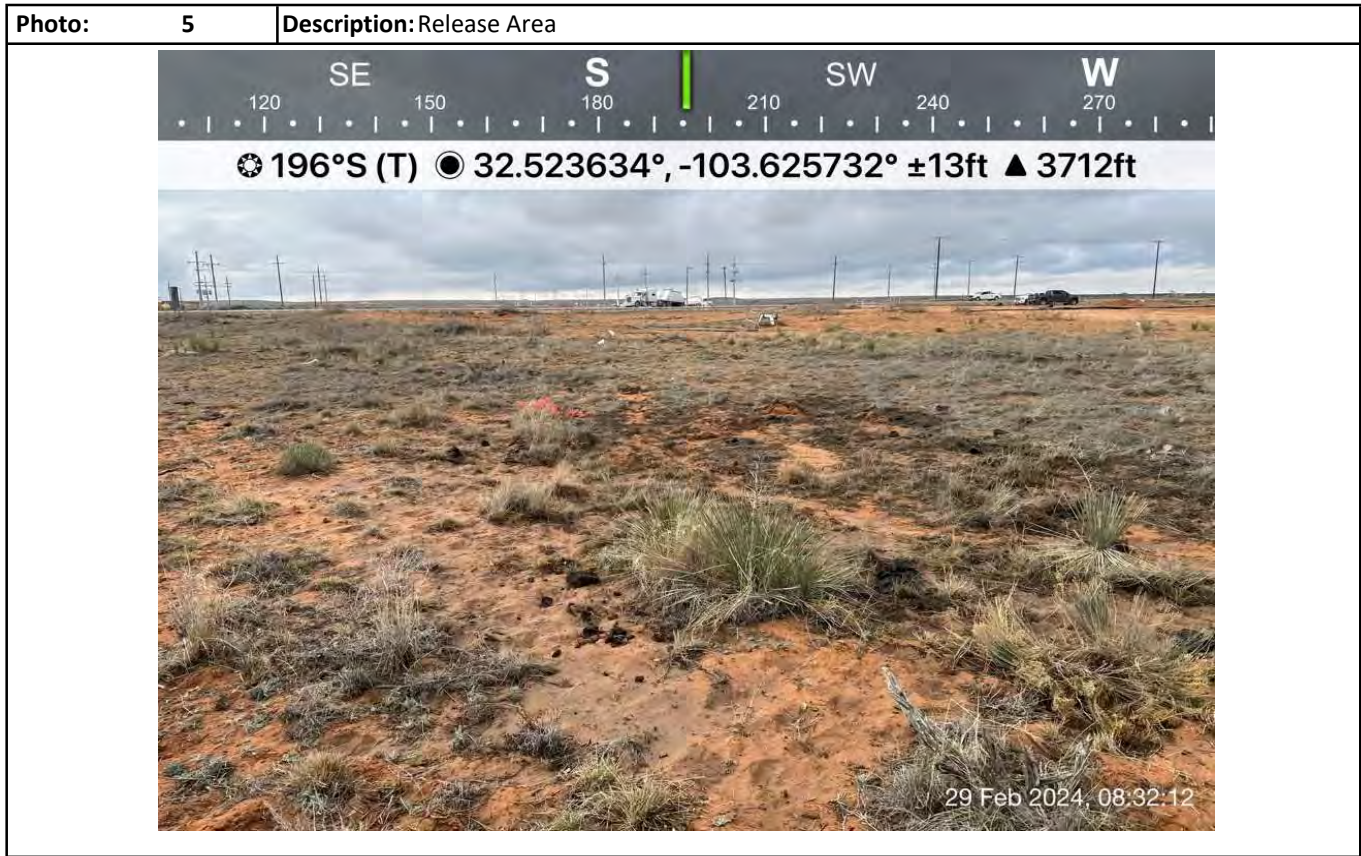 Photo: 5 Description: Release Area
SE S SW W
120 150 180 210 240 270
196°S (T) 32.523634°, -103.625732° ±13ft ▲ 3712ft
29 Feb 2024, 08:32:12